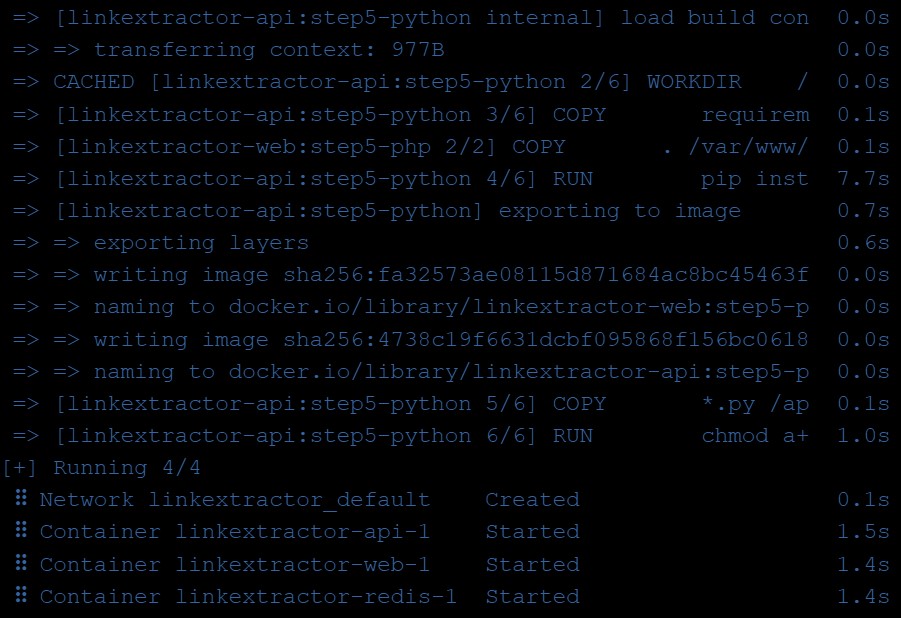 => [linkextractor-api:step5-python internal] load build con 0.0s
=> => transferring context: 977B 0.0s
=> CACHED [linkextractor-api:step5-python 2/6] WORKDIR / 0.0s
=> [linkextractor-api:step5-python 3/6] COPY requirem 0.1s
=> [linkextractor-web:step5-php 2/2] COPY . /var/www/ 0.1s
=> [linkextractor-api:step5-python 4/6] RUN pip inst 7.7s
=> [linkextractor-api:step5-python] exporting to image 0.7s
=> => exporting layers 0.6s
=> => writing image sha256:fa32573ae08115d871684ac8bc45463f 0.0s
=> => naming to docker.io/library/linkextractor-web:step5-p 0.0s
=> => writing image sha256:4738c19f6631dcbf095868f156bc0618 0.0s
=> => naming to docker.io/library/linkextractor-api:step5-p 0.0s
=> [linkextractor-api:step5-python 5/6] COPY *.py /ap 0.1s
=> [linkextractor-api:step5-python 6/6] RUN chmod a+ 1.0s
[+] Running 4/4
⠿ Network linkextractor_default Created 0.1s
⠿ Container linkextractor-api-1 Started 1.5s
⠿ Container linkextractor-web-1 Started 1.4s
⠿ Container linkextractor-redis-1 Started 1.4s